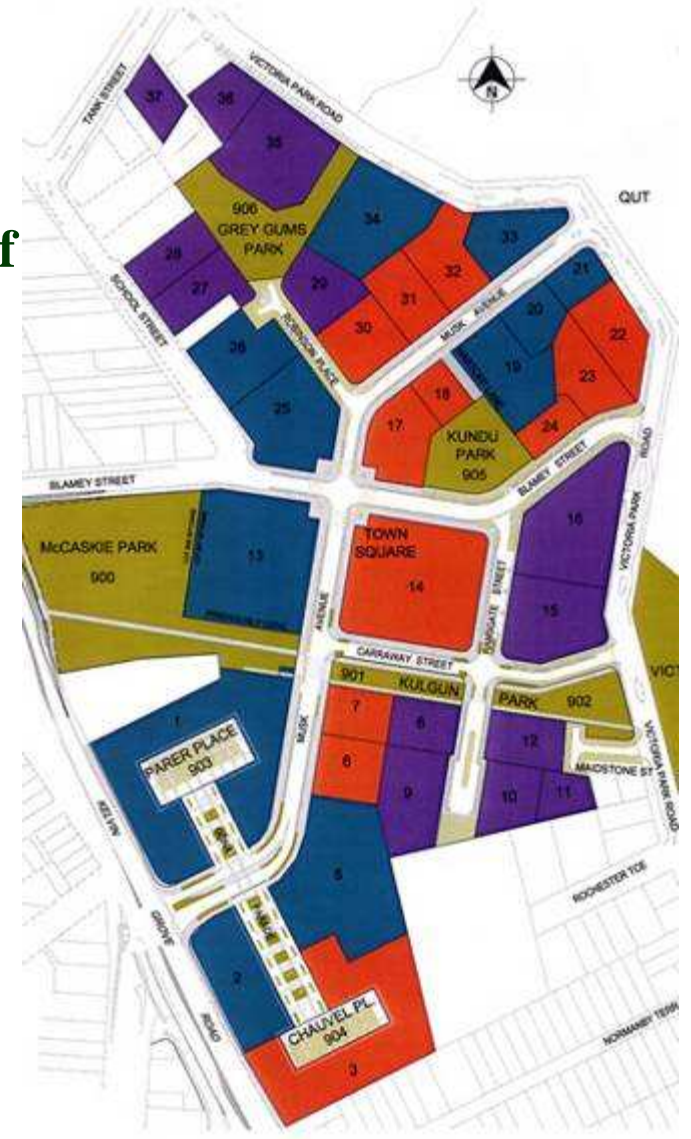 VICTORIA PARK ROAD
TANK STREET
N
QUT
f
37
36
35
906
GREY GUMS
PARK
34
33
28
27
29
32
31
30
21
20
22
MUSK AVENUE
19
23
SCHOOL STREET
ROBINSON PLACE
26
25
18
17
24
KUNDU
PARK
905
BLAMEY STREET
BLAMEY STREET
VICTORIA PARK
ROAD
16
McCASKIE PARK
900
13
TOWN
SQUARE
14
15
CARRAWAY STREET
901 KULGUN
PARK 902
VICT
MUSK
AVENUE
1
7
6
12
PARER PLACE
903
8
9
10
11
MAIDSTONE ST
VICTORIA PARK ROAD
KELVIN
GROVE
ROAD
5
ROCHESTER TCE
2
CHAUVEL PL.
904
3
NORMANBY TERR